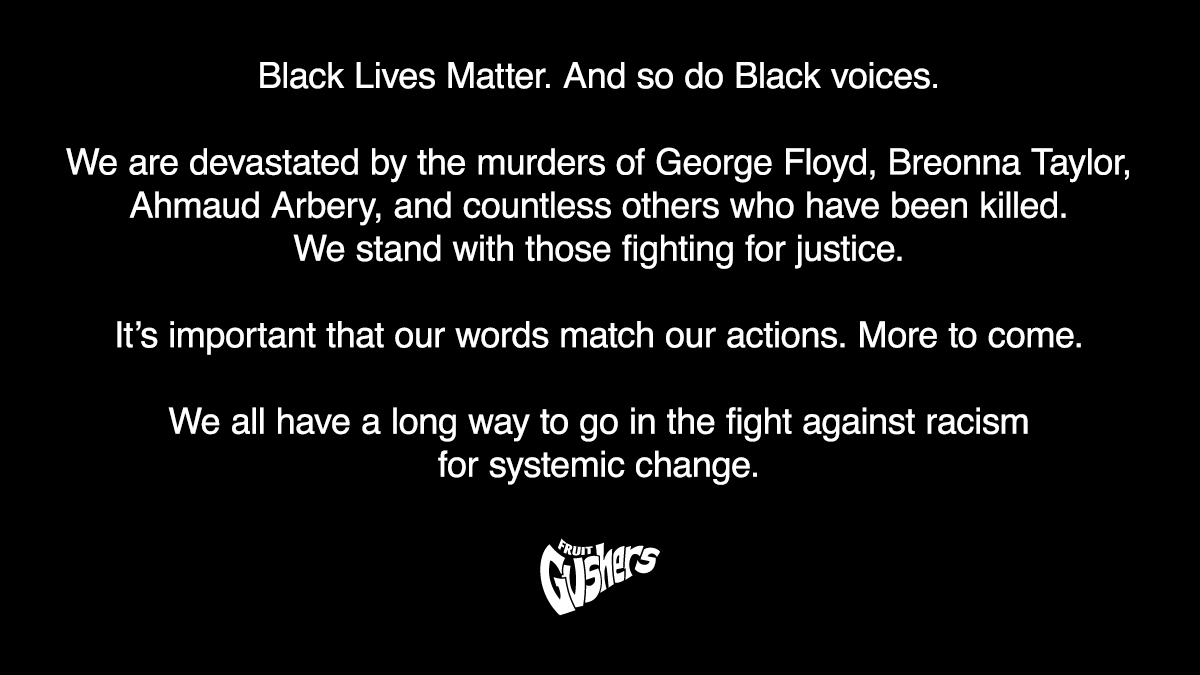 Black Lives Matter. And so do Black voices.
We are devastated by the murders of George Floyd, Breonna Taylor,
Ahmaud Arbery, and countless others who have been killed.
We stand with those fighting for justice.
It’s important that our words match our actions. More to come.
We all have a long way to go in the fight against racism
for systemic change.
FRUIT
Gushers